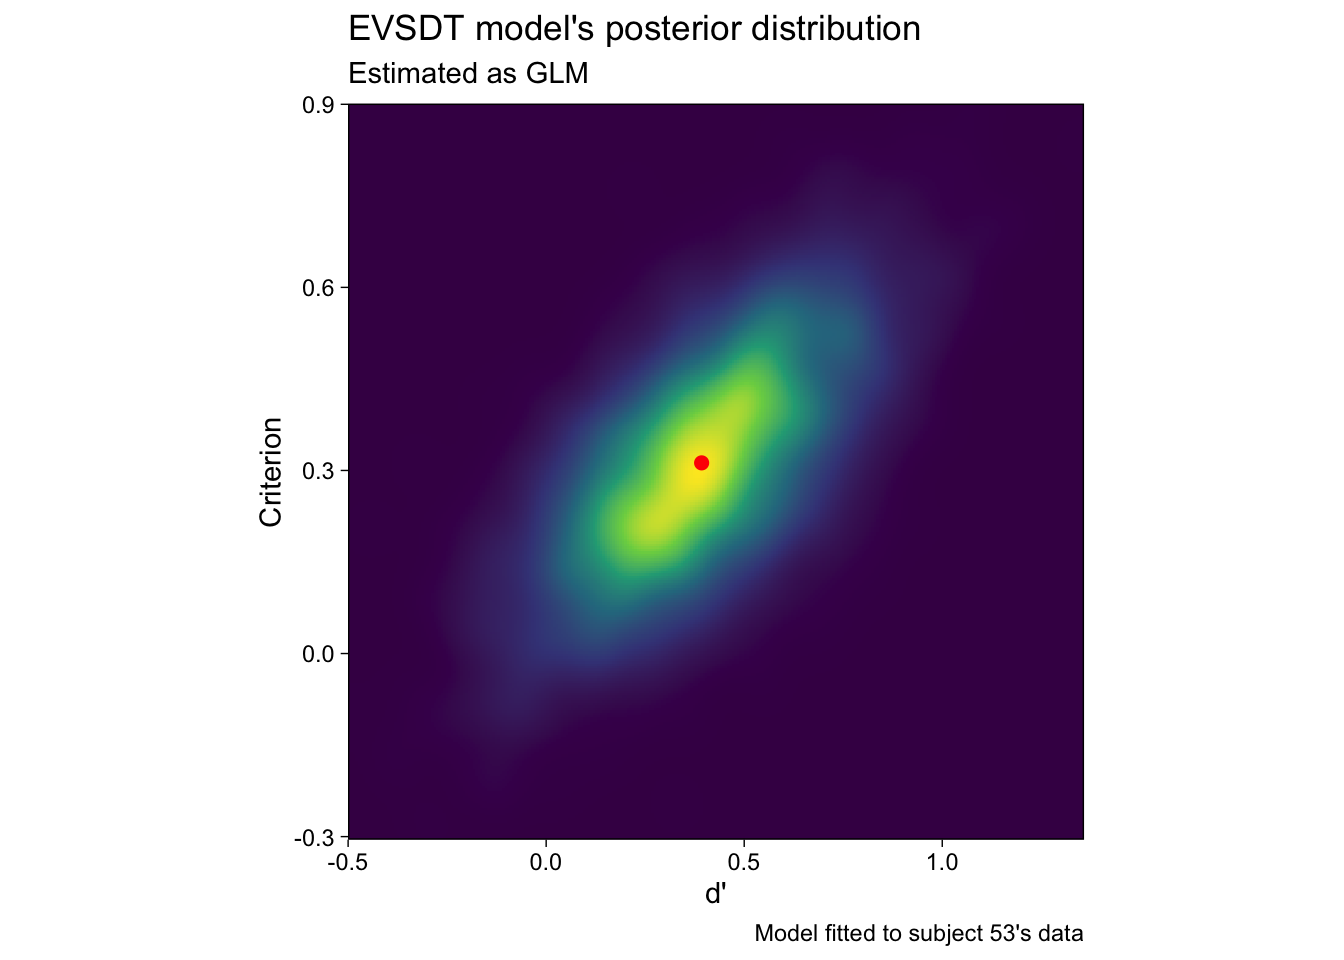 EVSDT model's posterior distribution
Estimated as GLM
0.9
0.6
0.3
0.0
-0.3
Criterion
-0.5 0.0 0.5 1.0
d'
Model fitted to subject 53's data